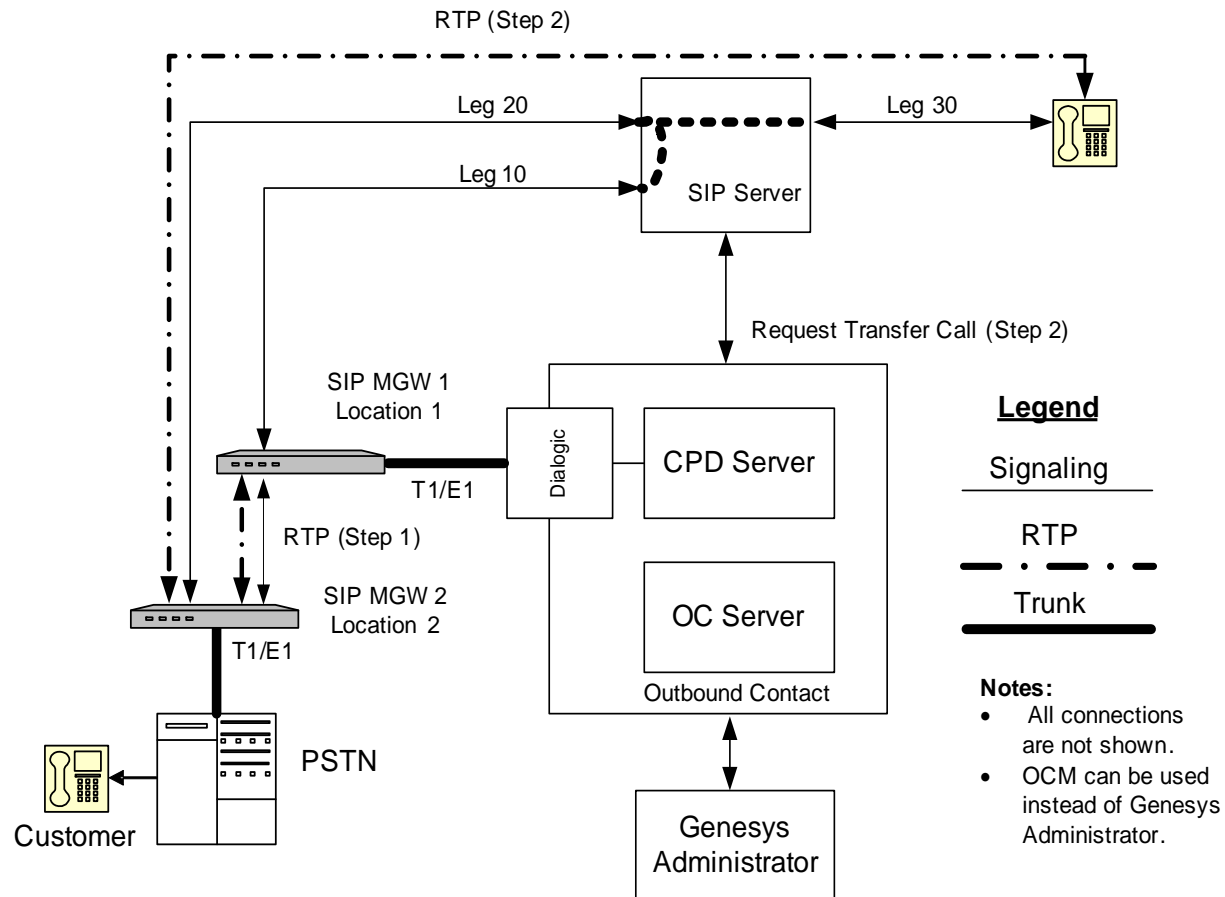 RTP (Step 2)
Leg 20
Leg 30
Leg 10
SIP Server
Request Transfer Call (Step 2)
SIP MGW 1
Location 1
Dialogic
CPD Server
T1/E1
RTP (Step 1)
SIP MGW 2
Location 2
T1/E1
OC Server
Outbound Contact
PSTN
Customer
Genesys
Administrator
Legend
Signaling
RTP
Trunk
Notes:
• All connections
are not shown.
• OCM can be used
instead of Genesys
Administrator.